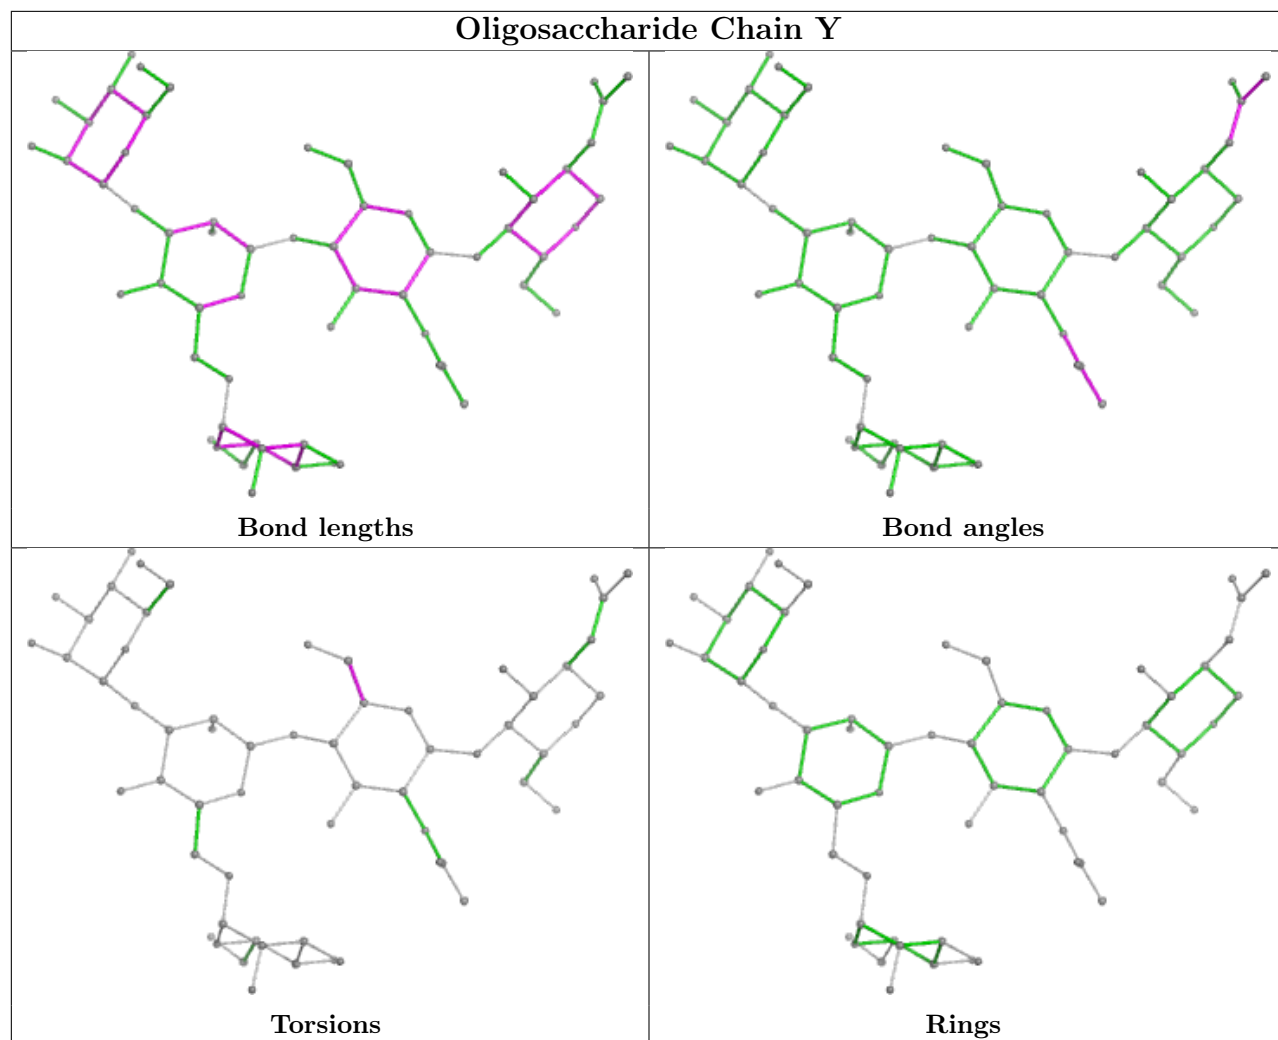 Oligosaccharide Chain Y
Bond lengths
Bond angles
Torsions
Rings